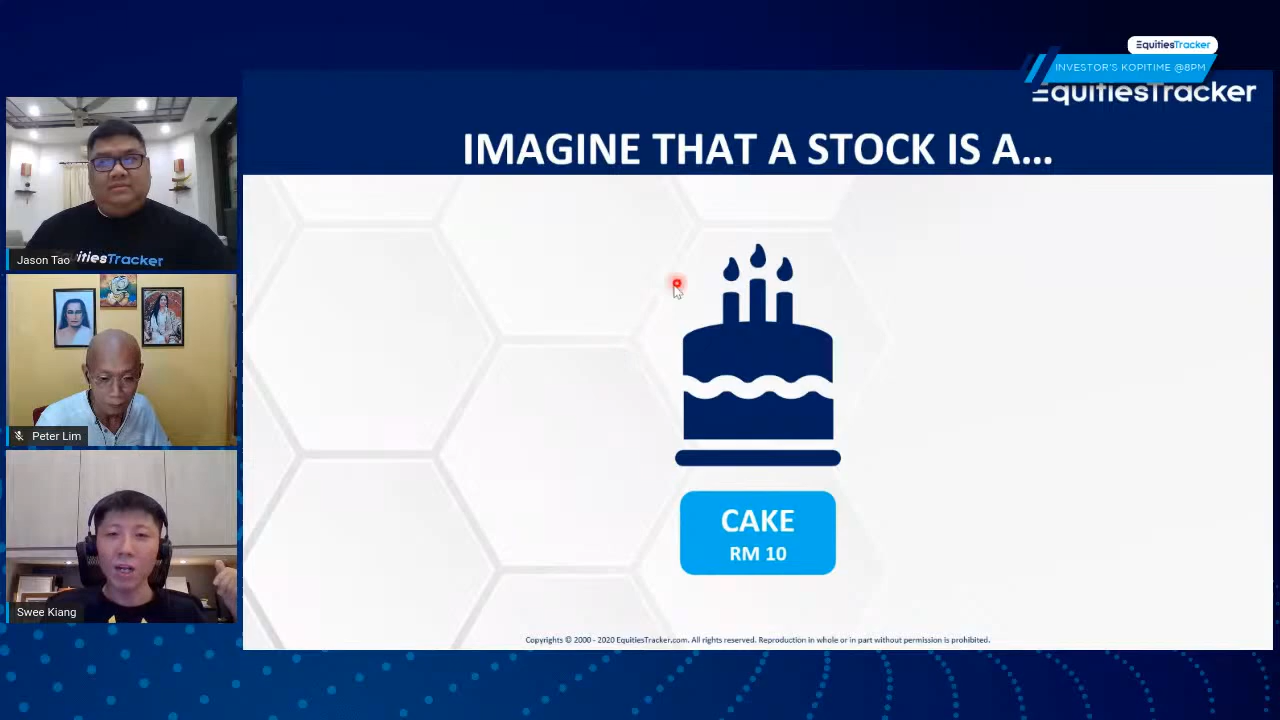 EquitiesTracker
INVESTOR'S KOPITIME @8PM
EquitiesTracker
IMAGINE THAT A STOCK IS A...
Jason Tao
itiesTracker
Peter Lim
Swee Kiang
CAKE
RM 10
Copyrights © 2000 - 2020 EquitiesTracker.com. All rights reserved. Reproduction in whole or in part without permission is prohibited.